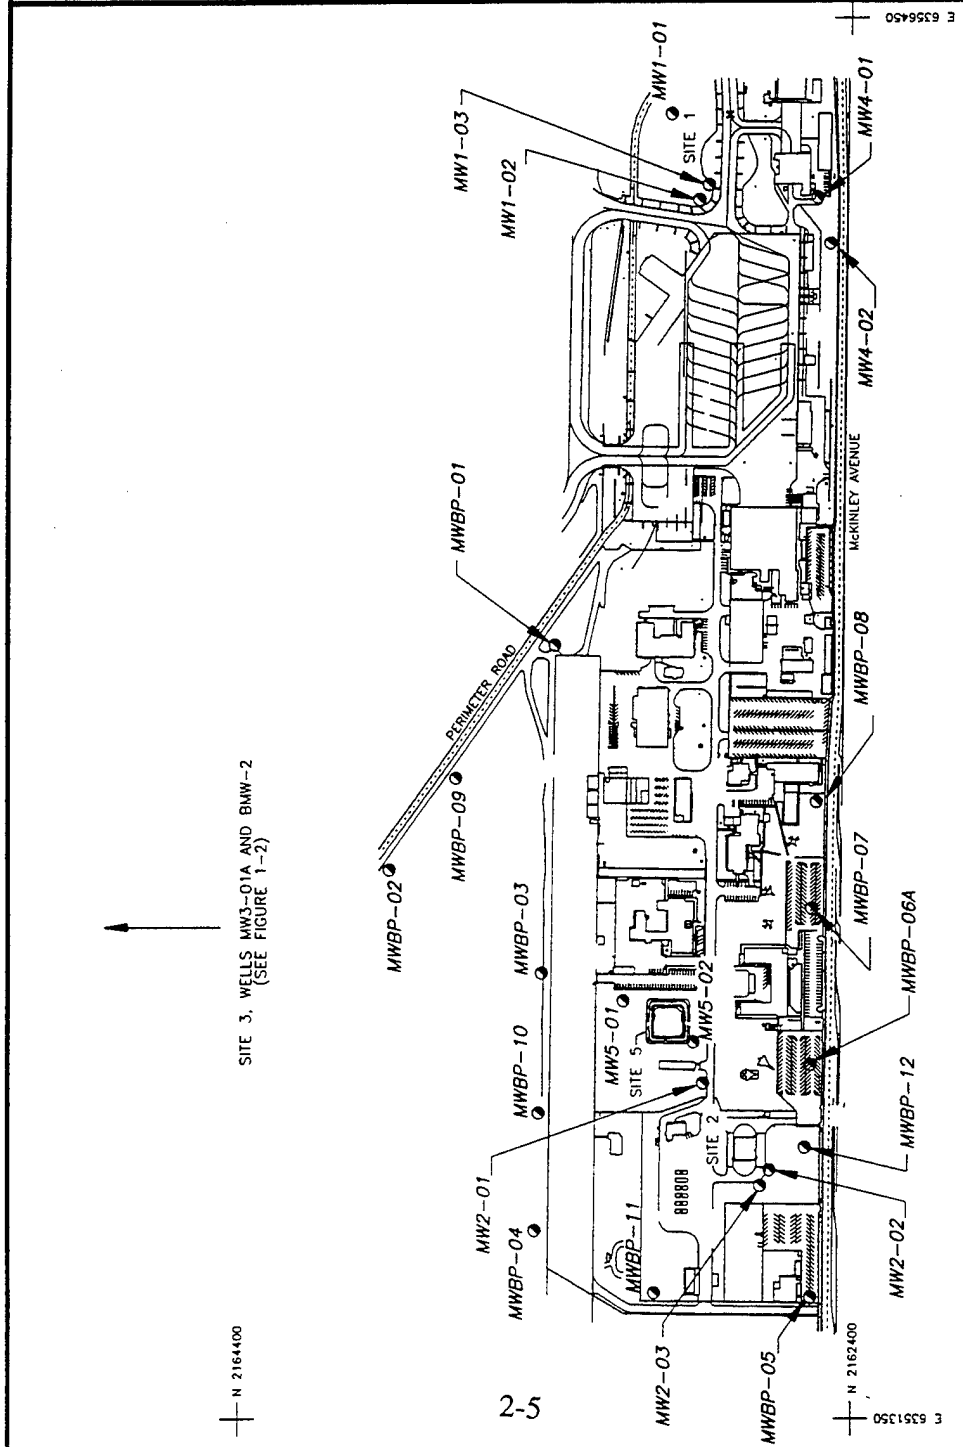 E 6356450
MW1-01
MW1-03
MW1-02
SITE 1
MW4-01
MW4-02
McKINLEY AVENUE
MWBP-01
PERIMETER ROAD
MWBP-08
MWBP-09
MWBP-02
MWBP-07
MWBP-03
MWBP-06A
SITE 3, WELLS MW3-01A AND BMW-2
(SEE FIGURE 1-2)
MW5-01
MW5-02
SITE 5
MWBP-10
MWBP-12
MW2-01
SITE 2
MWBP-04
MWBP-11
MW2-02
MW2-03
MWBP-05
N 2164400
N 2162400
E 6351350
2-5